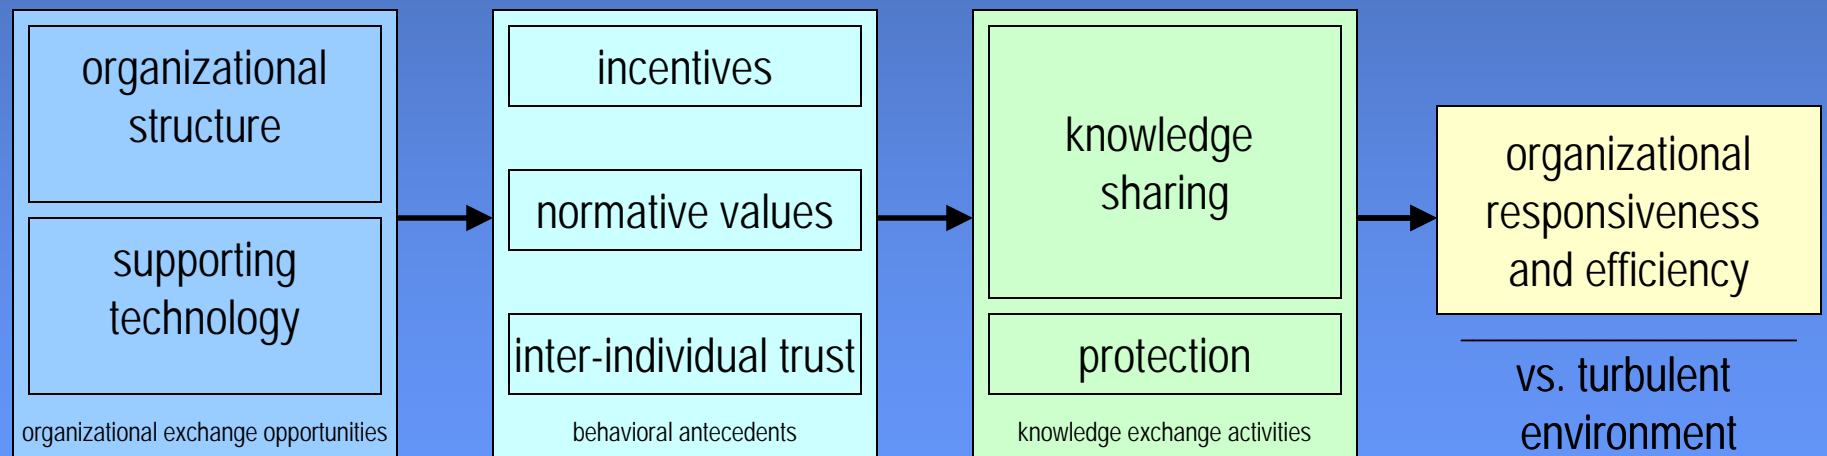 organizational
structure
supporting
technology
organizational exchange opportunities
incentives
normative values
inter-individual trust
behavioral antecedents
knowledge
sharing
protection
knowledge exchange activities
organizational
responsiveness
and efficiency
vs. turbulent
environment